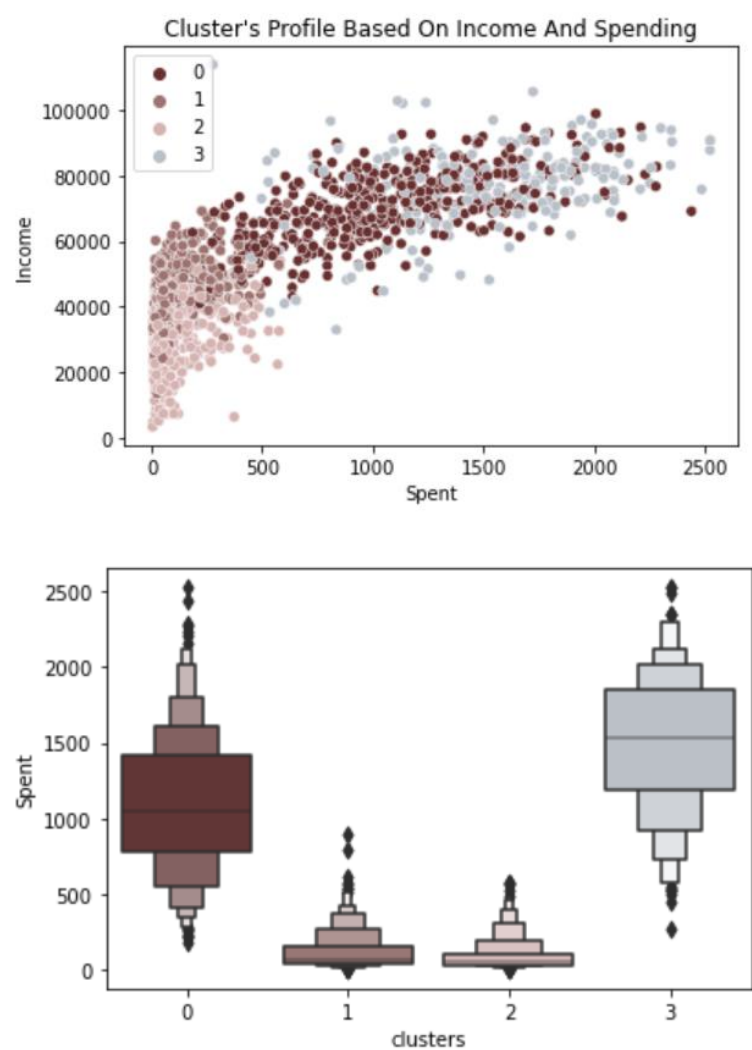 Cluster's Profile Based On Income And Spending
0
1
2
3
100000
80000
60000
40000
20000
0
Income
0 500 1000 1500 2000 2500
Spent
2500
2000
1500
1000
500
0
Spent
0 1 2 3
clusters